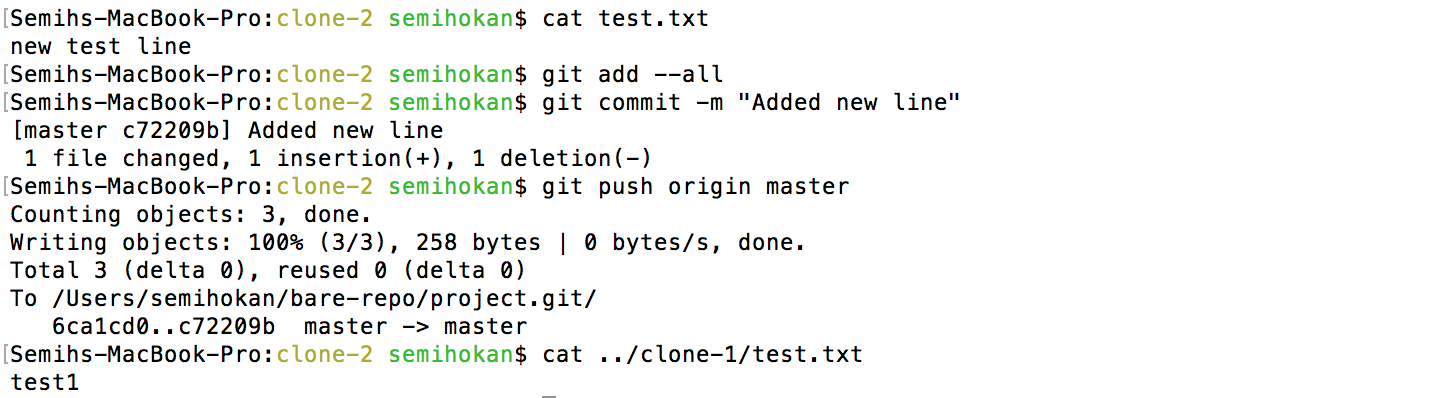 [Semihs-MacBook-Pro:clone-2 semihokan$ cat test.txt
new test line
[Semihs-MacBook-Pro:clone-2 semihokan$ git add --all
[Semihs-MacBook-Pro:clone-2 semihokan$ git commit -m "Added new line"
[master c72209b] Added new line
 1 file changed, 1 insertion(+), 1 deletion(-)
[Semihs-MacBook-Pro:clone-2 semihokan$ git push origin master
Counting objects: 3, done.
Writing objects: 100% (3/3), 258 bytes | 0 bytes/s, done.
Total 3 (delta 0), reused 0 (delta 0)
To /Users/semihokan/bare-repo/project.git/
   6ca1cd0..c72209b  master -> master
[Semihs-MacBook-Pro:clone-2 semihokan$ cat ../clone-1/test.txt
test1